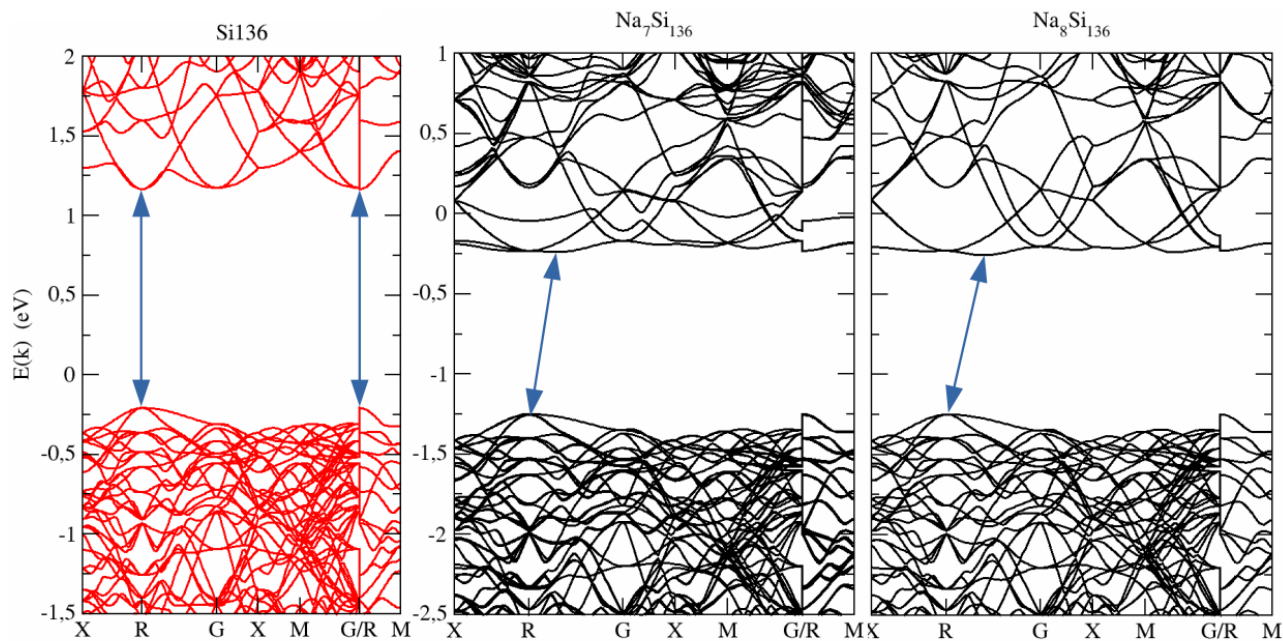 Si136
Na₇Si₁₃₆
Na₈Si₁₃₆
E(k) (eV)
2
1,5
1
0,5
0
-0,5
-1
-1,5
X R G X M G/R M
1
0,5
0
-0,5
-1
-1,5
-2
-2,5
X R G X M G/R M
X R G X M G/R M